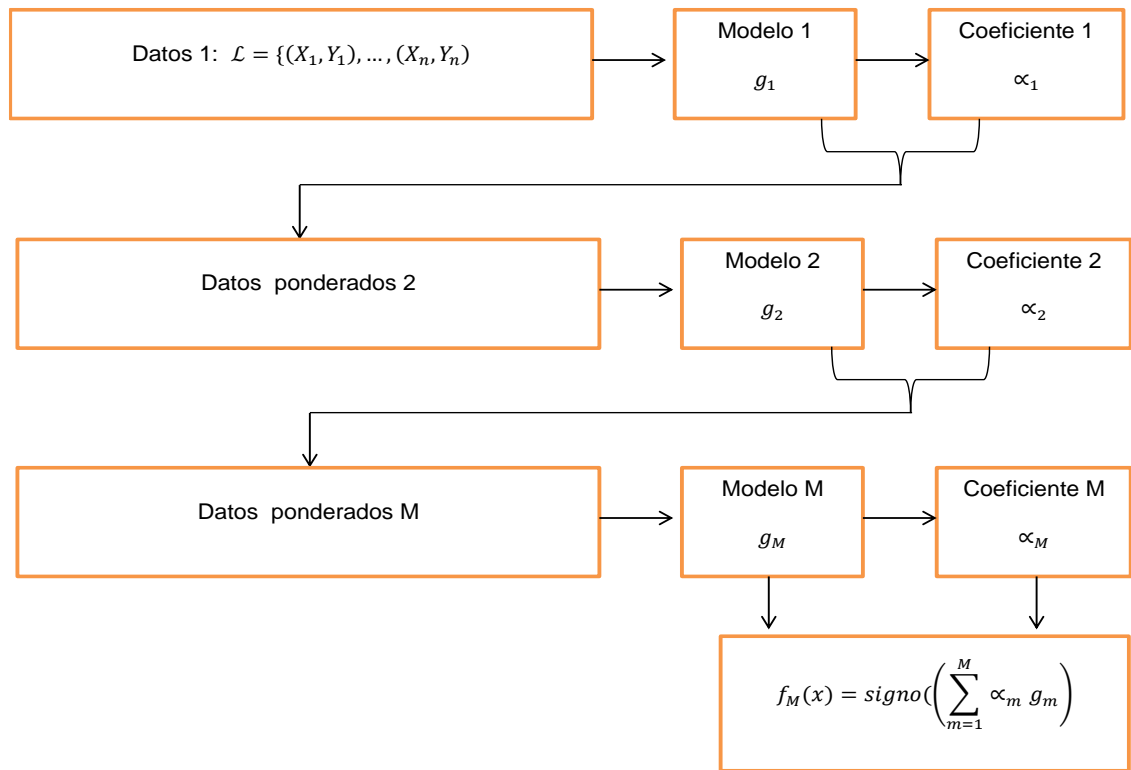 Datos 1: ℒ = {(X₁, Y₁), … , (Xₙ, Yₙ)
Modelo 1
g₁
Coeficiente 1
∝₁
Datos ponderados 2
Modelo 2
g₂
Coeficiente 2
∝₂
Datos ponderados M
Modelo M
g_M
Coeficiente M
∝_M
f_M(x) = signo((∑_{m=1}^{M} ∝_m g_m)